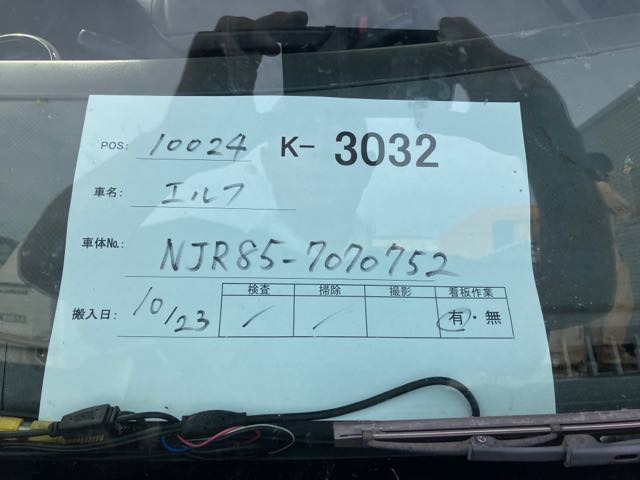 POS: 10024 K- 3032
車名: エルフ
車体No.: NJR85-7070752
搬入日: 10/23
検査 掃除 撮影 看板作業
有・無